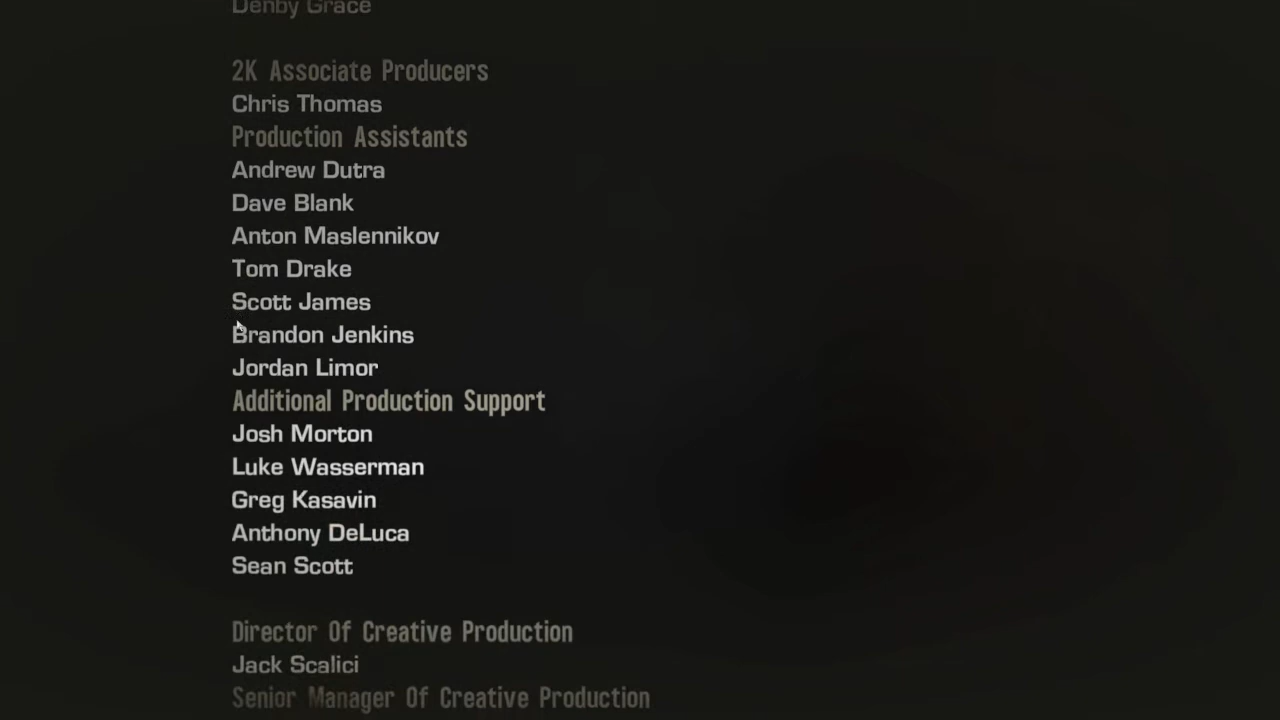 Denby Grace
2K Associate Producers
Chris Thomas
Production Assistants
Andrew Dutra
Dave Blank
Anton Maslennikov
Tom Drake
Scott James
Brandon Jenkins
Jordan Limor
Additional Production Support
Josh Morton
Luke Wasserman
Greg Kasavin
Anthony DeLuca
Sean Scott
Director Of Creative Production
Jack Scalici
Senior Manager Of Creative Production